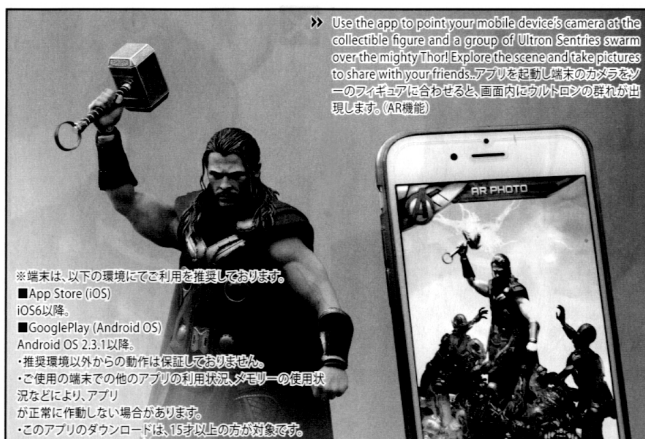 >> Use the app to point your mobile device's camera at the
collectible figure and a group of Ultron Sentries swarm
over the mighty Thor! Explore the scene and take pictures
to share with your friends. アプリを起動し端末のカメラをソ
ーのフィギュアに合わせると、画面内にウルトロンの群れが出
現します。(AR機能)
AR PHOTO
※端末は、以下の環境にてご利用を推奨しております。
■App Store (iOS)
iOS6以降。
■GooglePlay (Android OS)
Android OS 2.3.1以降。
・推奨環境以外からの動作は保証しておりません。
・ご使用の端末での他のアプリの利用状況、メモリーの使用状
況などにより、アプリ
が正常に作動しない場合があります。
・このアプリのダウンロードは、15才以上の方が対象です。